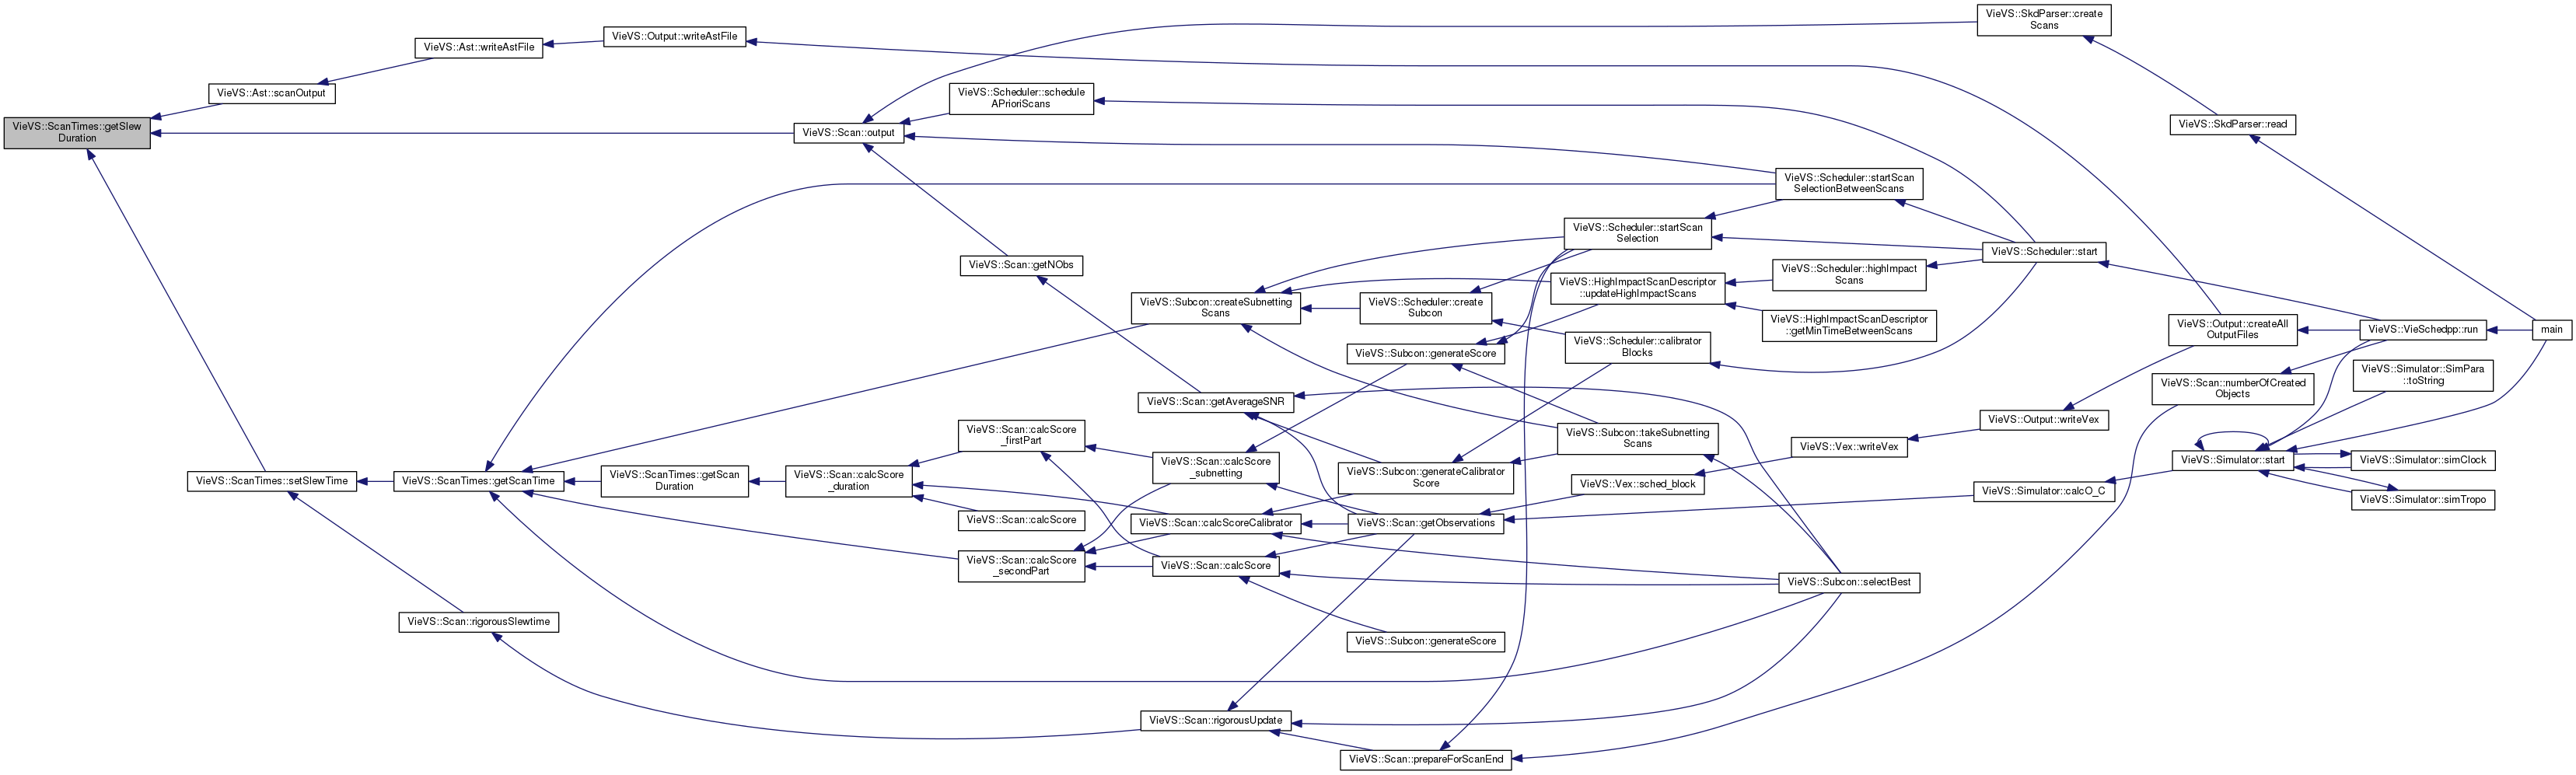 VieVS::ScanTimes::getSlew
Duration
VieVS::Ast::scanOutput
VieVS::Ast::writeAstFile
VieVS::Output::writeAstFile
VieVS::Scan::output
VieVS::SkdParser::create
Scans
VieVS::Scheduler::schedule
APrioriScans
VieVS::SkdParser::read
VieVS::Scheduler::startScan
SelectionBetweenScans
VieVS::Scheduler::startScan
Selection
VieVS::Scheduler::start
VieVS::Scan::getNObs
VieVS::Subcon::createSubnetting
Scans
VieVS::Scheduler::create
Subcon
VieVS::HighImpactScanDescriptor
::updateHighImpactScans
VieVS::Scheduler::highImpact
Scans
VieVS::HighImpactScanDescriptor
::getMinTimeBetweenScans
VieVS::Output::createAll
OutputFiles
VieVS::VieSchedpp::run
main
VieVS::Subcon::generateScore
VieVS::Scheduler::calibrator
Blocks
VieVS::Scan::numberOfCreated
Objects
VieVS::Simulator::SimPara
::toString
VieVS::Scan::getAverageSNR
VieVS::Output::writeVex
VieVS::Scan::calcScore
_firstPart
VieVS::Subcon::takeSubnetting
Scans
VieVS::Vex::writeVex
VieVS::Simulator::start
VieVS::Simulator::simClock
VieVS::Scan::calcScore
_subnetting
VieVS::Subcon::generateCalibrator
Score
VieVS::Vex::sched_block
VieVS::Simulator::calcO_C
VieVS::Simulator::simTropo
VieVS::ScanTimes::setSlewTime
VieVS::ScanTimes::getScanTime
VieVS::ScanTimes::getScan
Duration
VieVS::Scan::calcScore
_duration
VieVS::Scan::calcScore
VieVS::Scan::calcScoreCalibrator
VieVS::Scan::getObservations
VieVS::Scan::calcScore
_secondPart
VieVS::Scan::calcScore
VieVS::Subcon::selectBest
VieVS::Scan::rigorousSlewtime
VieVS::Subcon::generateScore
VieVS::Scan::rigorousUpdate
VieVS::Scan::prepareForScanEnd